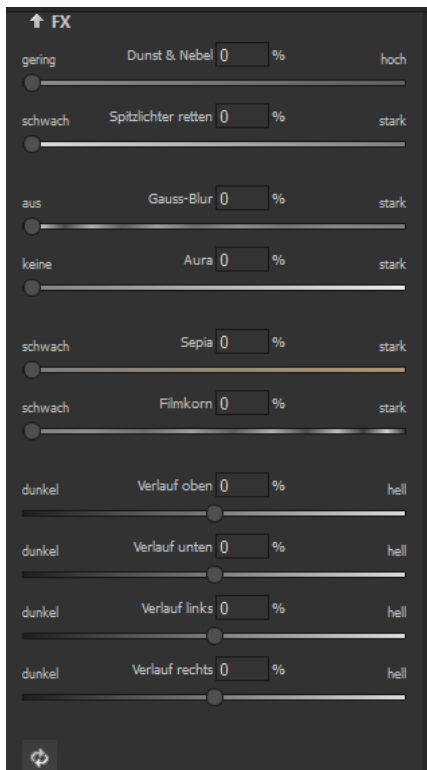 FX
Dunst & Nebel 0 %
gering hoch
Spitzlichter retten 0 %
schwach stark
Gauss-Blur 0 %
aus stark
Aura 0 %
keine stark
Sepia 0 %
schwach stark
Filmkorn 0 %
schwach stark
Verlauf oben 0 %
dunkel hell
Verlauf unten 0 %
dunkel hell
Verlauf links 0 %
dunkel hell
Verlauf rechts 0 %
dunkel hell